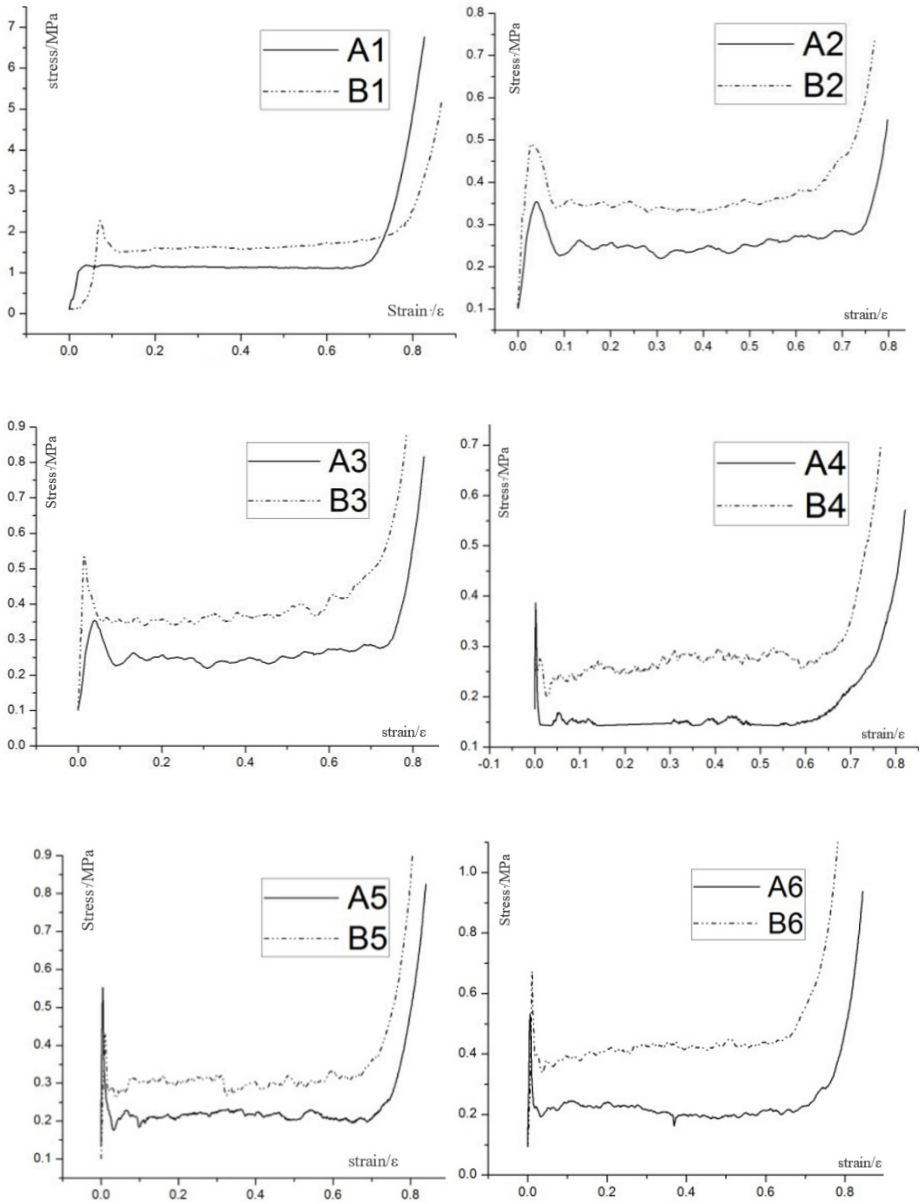 stress/MPa
7
6
5
4
3
2
1
0
A1
B1
Strain·/ε
0.0 0.2 0.4 0.6 0.8
Stress·/MPa
0.8
0.7
0.6
0.5
0.4
0.3
0.2
0.1
A2
B2
strain/ε
0.0 0.1 0.2 0.3 0.4 0.5 0.6 0.7 0.8
Stress·/MPa
0.9
0.8
0.7
0.6
0.5
0.4
0.3
0.2
0.1
0.0
A3
B3
strain/ε
0.0 0.2 0.4 0.6 0.8
Stress·/MPa
0.7
0.6
0.5
0.4
0.3
0.2
0.1
A4
B4
strain/ε
-0.1 0.0 0.1 0.2 0.3 0.4 0.5 0.6 0.7 0.8
Stress·/MPa
0.9
0.8
0.7
0.6
0.5
0.4
0.3
0.2
0.1
A5
B5
strain/ε
0.0 0.2 0.4 0.6 0.8
Stress·/MPa
1.0
0.8
0.6
0.4
0.2
0.0
A6
B6
strain/ε
0.0 0.2 0.4 0.6 0.8